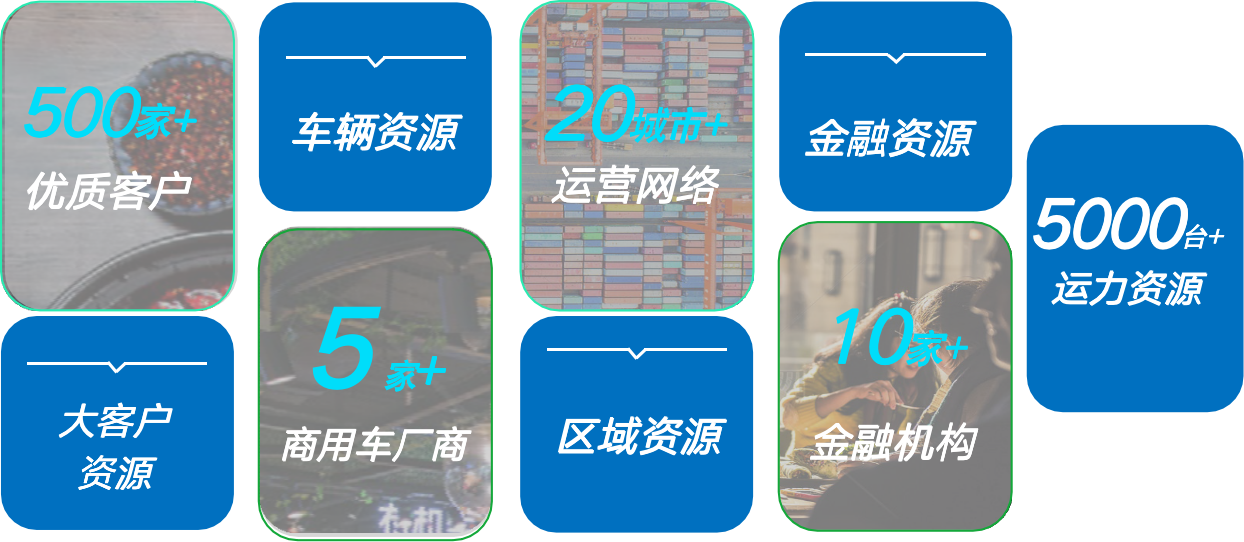 500家+
优质客户
大客户
资源
车辆资源
5家+
商用车厂商
20城市+
运营网络
区域资源
金融资源
10家+
金融机构
5000台+
运力资源